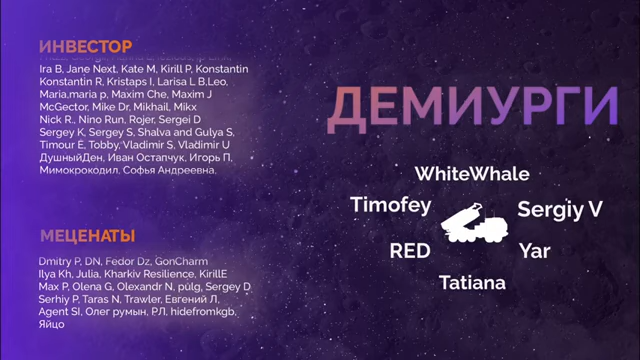 ИНВЕСТОР
Ira B, Jane Next, Kate M, Kirill P, Konstantin
Konstantin R, Kristaps I, Larisa L B,Leo,
Maria,maria p, Maxim Che, Maxim J
McGector, Mike Dr, Mikhail, Mikx
Nick R., Nino Run, Rojer, Sergei D
Sergey K, Sergey S, Shalva and Gulya S,
Timour E, Tobby, Vladimir S, Vladimir U
ДушныйДен, Иван Остапчук, Игорь П,
Мимокрокодил, Софья Андреевна,
МЕЦЕНАТЫ
Dmitry P, DN, Fedor Dz, GonCharm
Ilya Kh, Julia, Kharkiv Resilience, KirillE
Max P, Olena G, Olexandr N, pulg, Sergey D
Serhiy P, Taras N, Trawler, Евгений Л,
Agent SI, Олег румын, РЛ, hidefromkgb,
Яйцо
ДЕМИУРГИ
WhiteWhale
Timofey
Sergiy V
RED
Yar
Tatiana